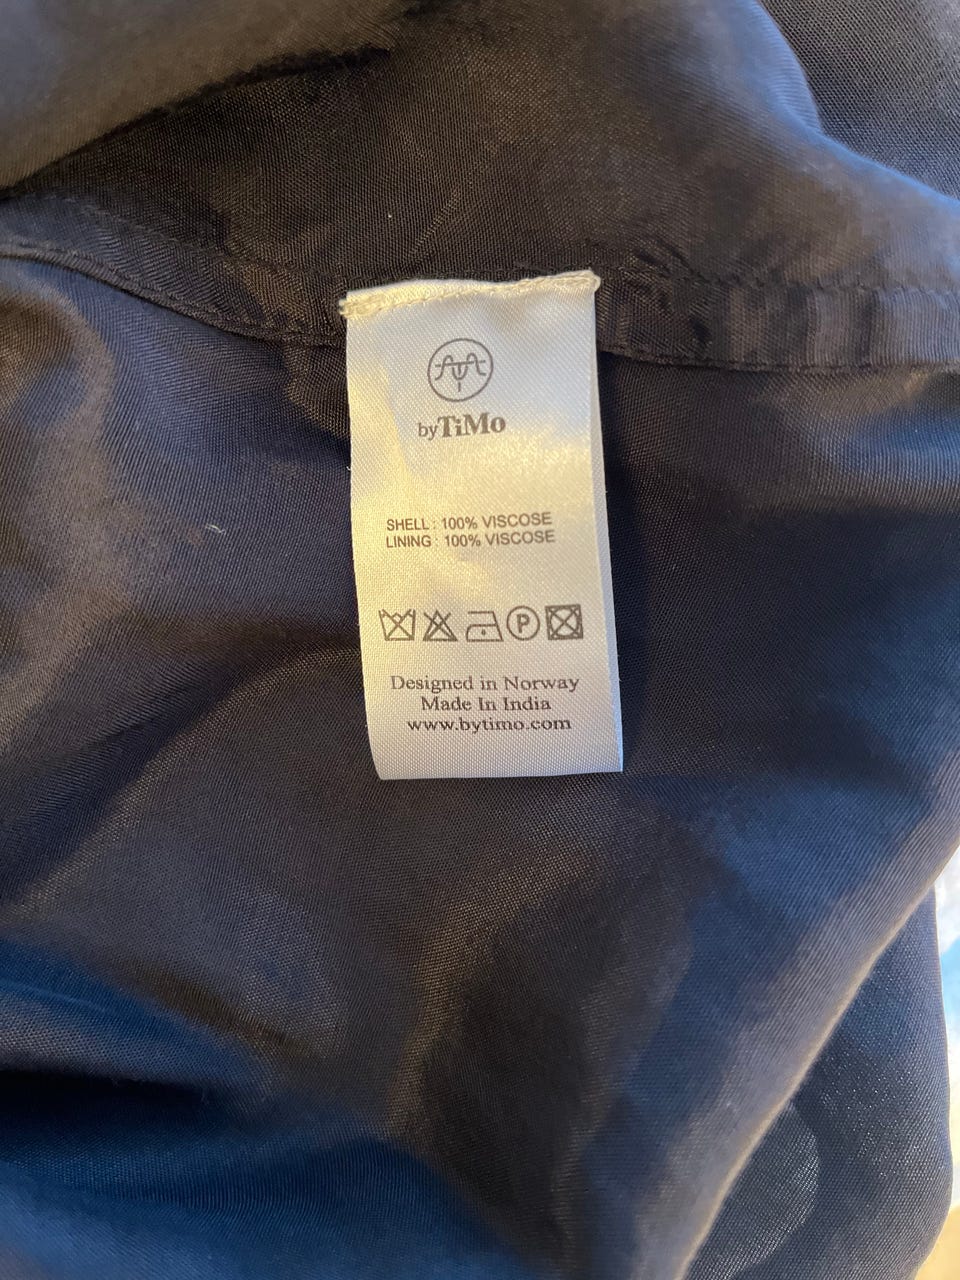 byTiMo
SHELL : 100% VISCOSE
LINING : 100% VISCOSE
P
Designed in Norway
Made In India
www.bytimo.com